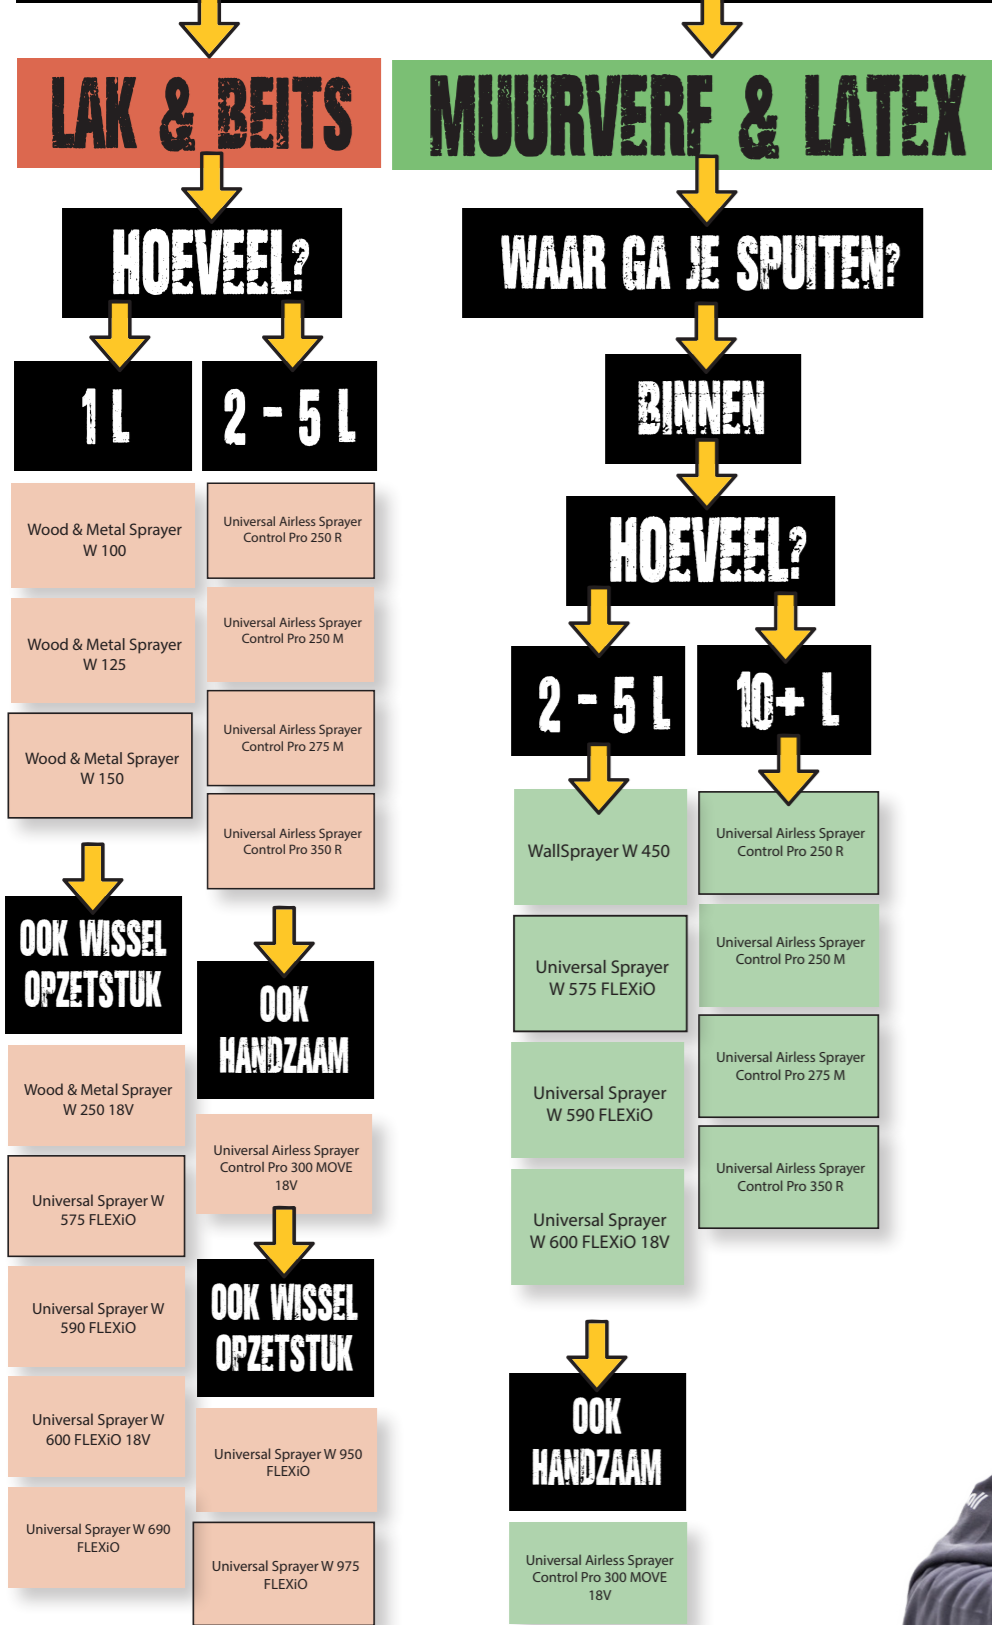 LAK & BEITS
HOEVEEL?
1 L
Wood & Metal Sprayer
W 100
Wood & Metal Sprayer
W 125
Wood & Metal Sprayer
W 150
OOK WISSEL
OPZETSTUK
Wood & Metal Sprayer
W 250 18V
Universal Sprayer W
575 FLEXiO
Universal Sprayer W
590 FLEXiO
Universal Sprayer W
600 FLEXiO 18V
Universal Sprayer W 690
FLEXiO
2 - 5 L
Universal Airless Sprayer
Control Pro 250 R
Universal Airless Sprayer
Control Pro 250 M
Universal Airless Sprayer
Control Pro 275 M
Universal Airless Sprayer
Control Pro 350 R
OOK
HANDZAAM
Universal Airless Sprayer
Control Pro 300 MOVE
18V
OOK WISSEL
OPZETSTUK
Universal Sprayer W 950
FLEXiO
Universal Sprayer W 975
FLEXiO
MUURVERF & LATEX
WAAR GA JE SPUITEN?
BINNEN
HOEVEEL?
2 - 5 L
WallSprayer W 450
Universal Sprayer
W 575 FLEXiO
Universal Sprayer
W 590 FLEXiO
Universal Sprayer
W 600 FLEXiO 18V
OOK
HANDZAAM
Universal Airless Sprayer
Control Pro 300 MOVE
18V
10+ L
Universal Airless Sprayer
Control Pro 250 R
Universal Airless Sprayer
Control Pro 250 M
Universal Airless Sprayer
Control Pro 275 M
Universal Airless Sprayer
Control Pro 350 R